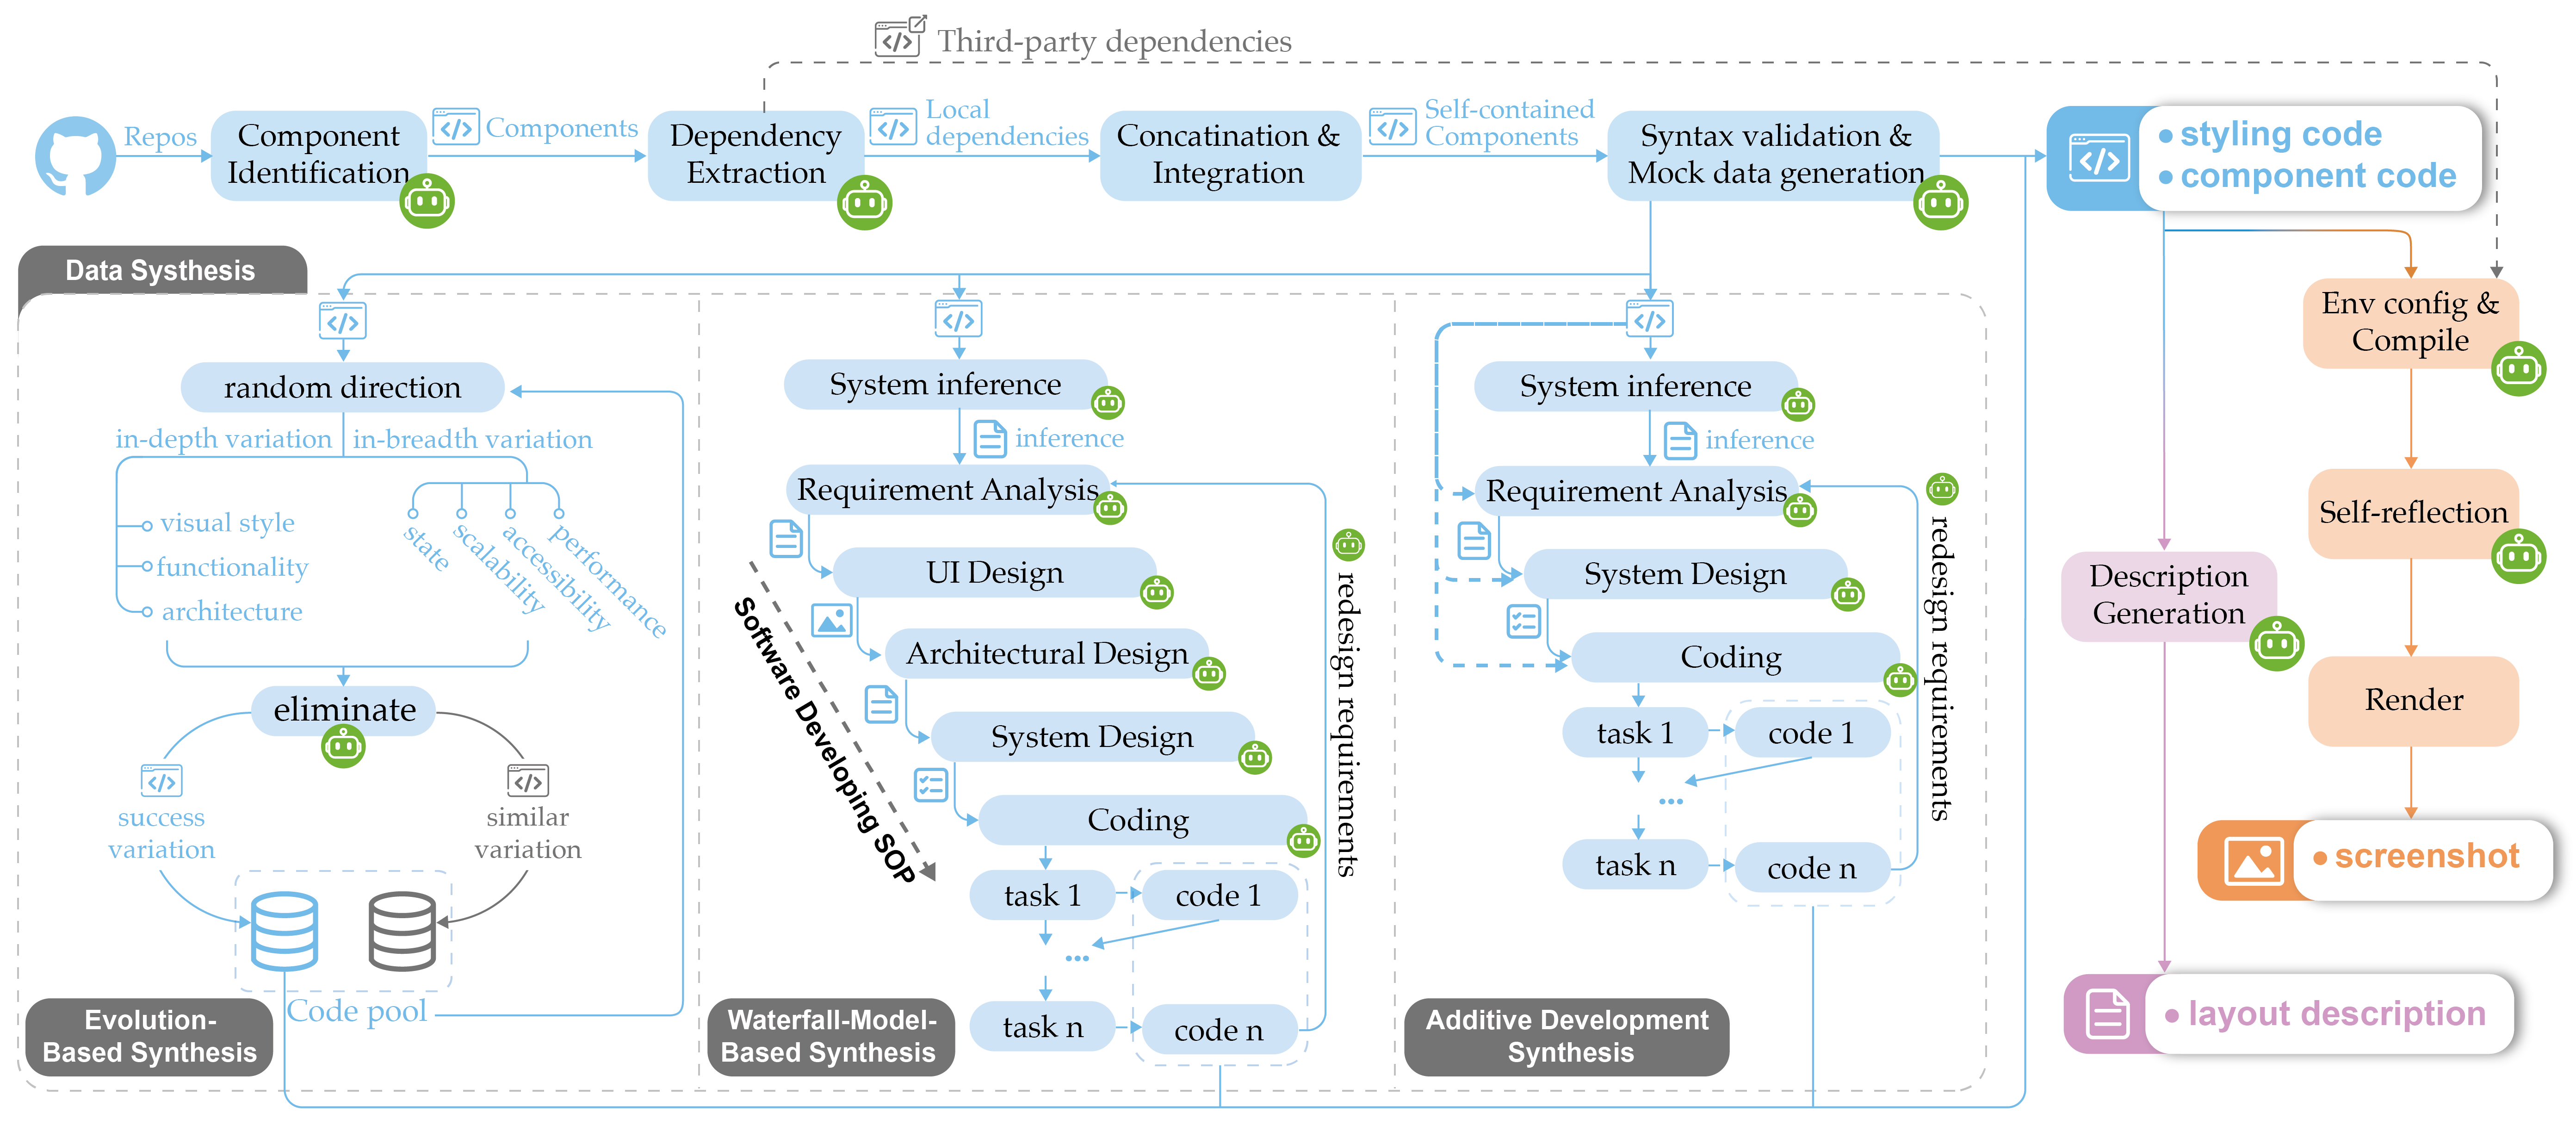 Third-party dependencies
Repos
Component
Identification
Components
Dependency
Extraction
Local
dependencies
Concatination &
Integration
Self-contained
Components
Syntax validation &
Mock data generation
• styling code
• component code
Data Systhesis
random direction
in-depth variation
in-breadth variation
visual style
functionality
architecture
state
scalability
accessibility
performance
eliminate
success
variation
similar
variation
Code pool
Evolution-
Based Synthesis
System inference
inference
Requirement Analysis
UI Design
Architectural Design
System Design
Coding
task 1
code 1
...
task n
code n
Software Developing SOP
redesign requirements
Waterfall-Model-
Based Synthesis
System inference
inference
Requirement Analysis
System Design
Coding
task 1
code 1
...
task n
code n
redesign requirements
Additive Development
Synthesis
Env config &
Compile
Self-reflection
Render
• screenshot
Description
Generation
• layout description